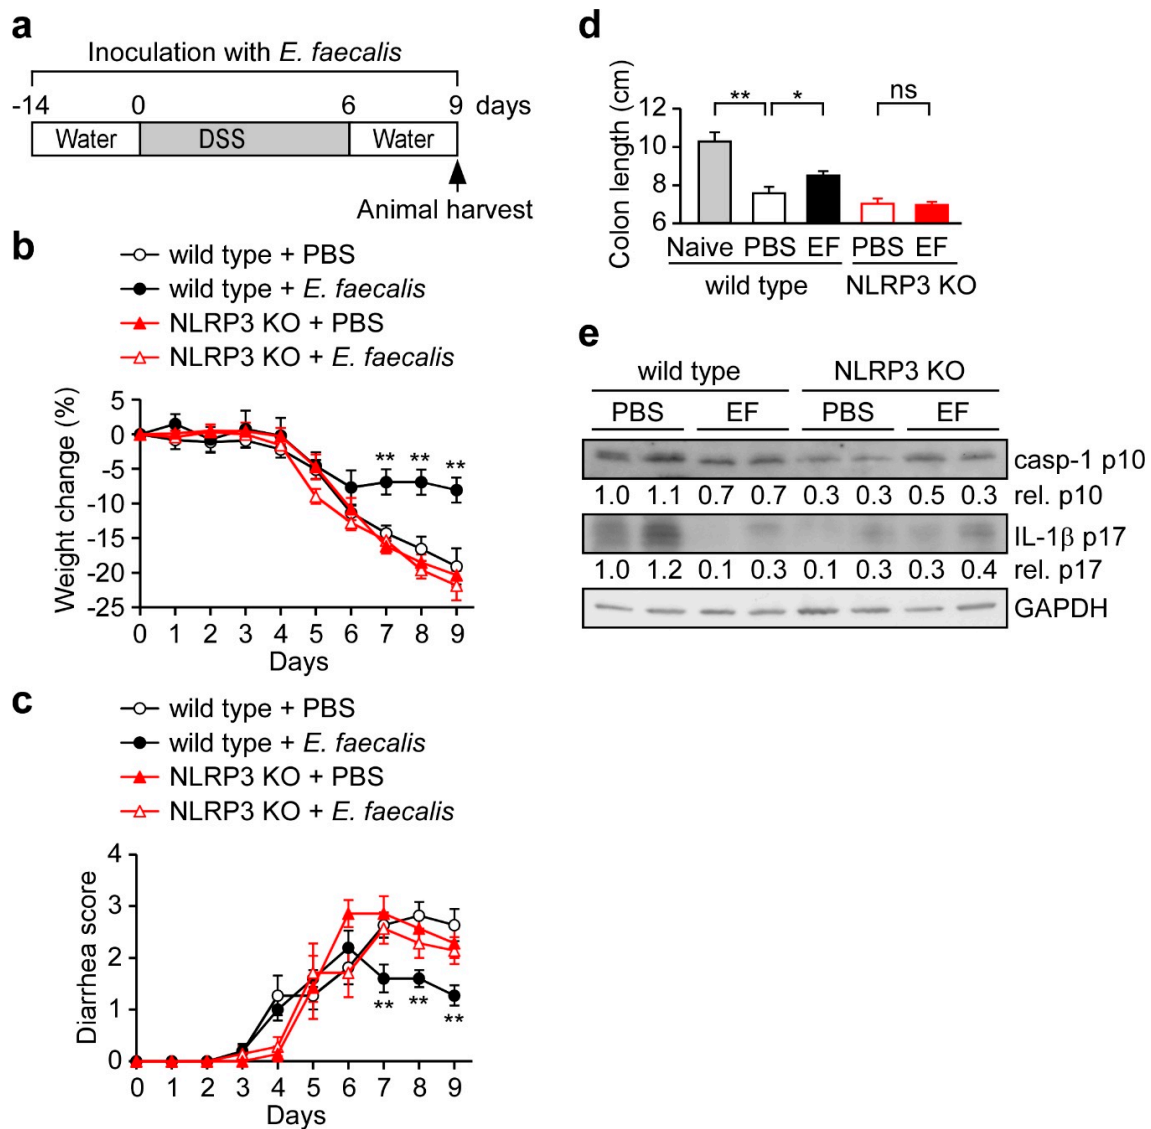 a
Inoculation with E. faecalis
-14 0 6 9 days
Water DSS Water
Animal harvest
b
wild type + PBS
wild type + E. faecalis
NLRP3 KO + PBS
NLRP3 KO + E. faecalis
Weight change (%)
5
0
-5
-10
-15
-20
-25
** ** **
0 1 2 3 4 5 6 7 8 9
Days
c
wild type + PBS
wild type + E. faecalis
NLRP3 KO + PBS
NLRP3 KO + E. faecalis
Diarrhea score
4
3
2
1
0
** ** **
0 1 2 3 4 5 6 7 8 9
Days
d
Colon length (cm)
12
10
8
6
** * ns
Naive PBS EF PBS EF
wild type NLRP3 KO
e
wild type NLRP3 KO
PBS EF PBS EF
casp-1 p10
1.0 1.1 0.7 0.7 0.3 0.3 0.5 0.3 rel. p10
IL-1β p17
1.0 1.2 0.1 0.3 0.1 0.3 0.3 0.4 rel. p17
GAPDH